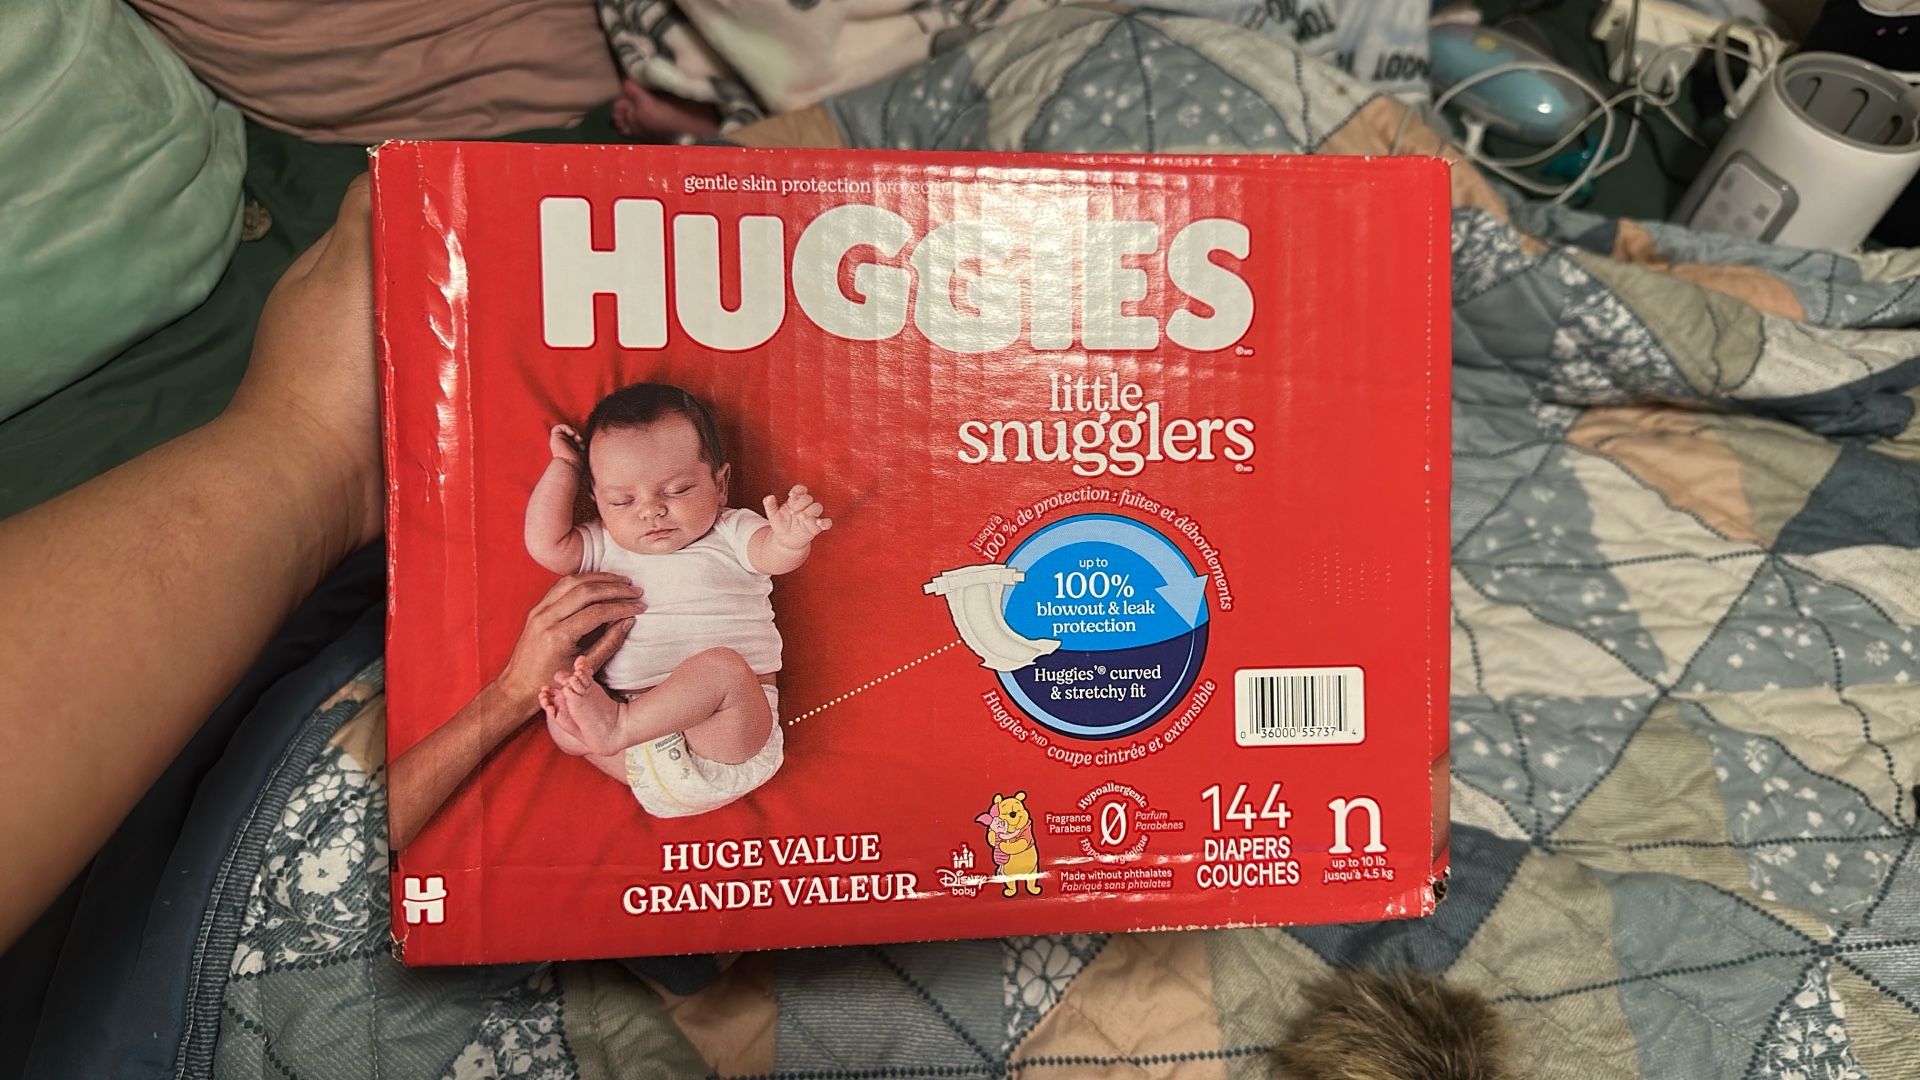 gentle skin protection
HUGGIES
little
snugglers
jusqu'à
100% de protection : fuites et débordements
up to
100%
blowout & leak
protection
Huggies'® curved
& stretchy fit
Huggies'MD coupe cintrée et extensible
HUGGIES
0 36000 55737 4
HUGE VALUE
GRANDE VALEUR
Disney
baby
Hypoallergenic
Fragrance
Parabens
Ø
Parfum
Parabènes
Hypoallergénique
Made without phthalates
Fabriqué sans phtalates
144
DIAPERS
COUCHES
n
up to 10 lb
jusqu'à 4.5 kg
H